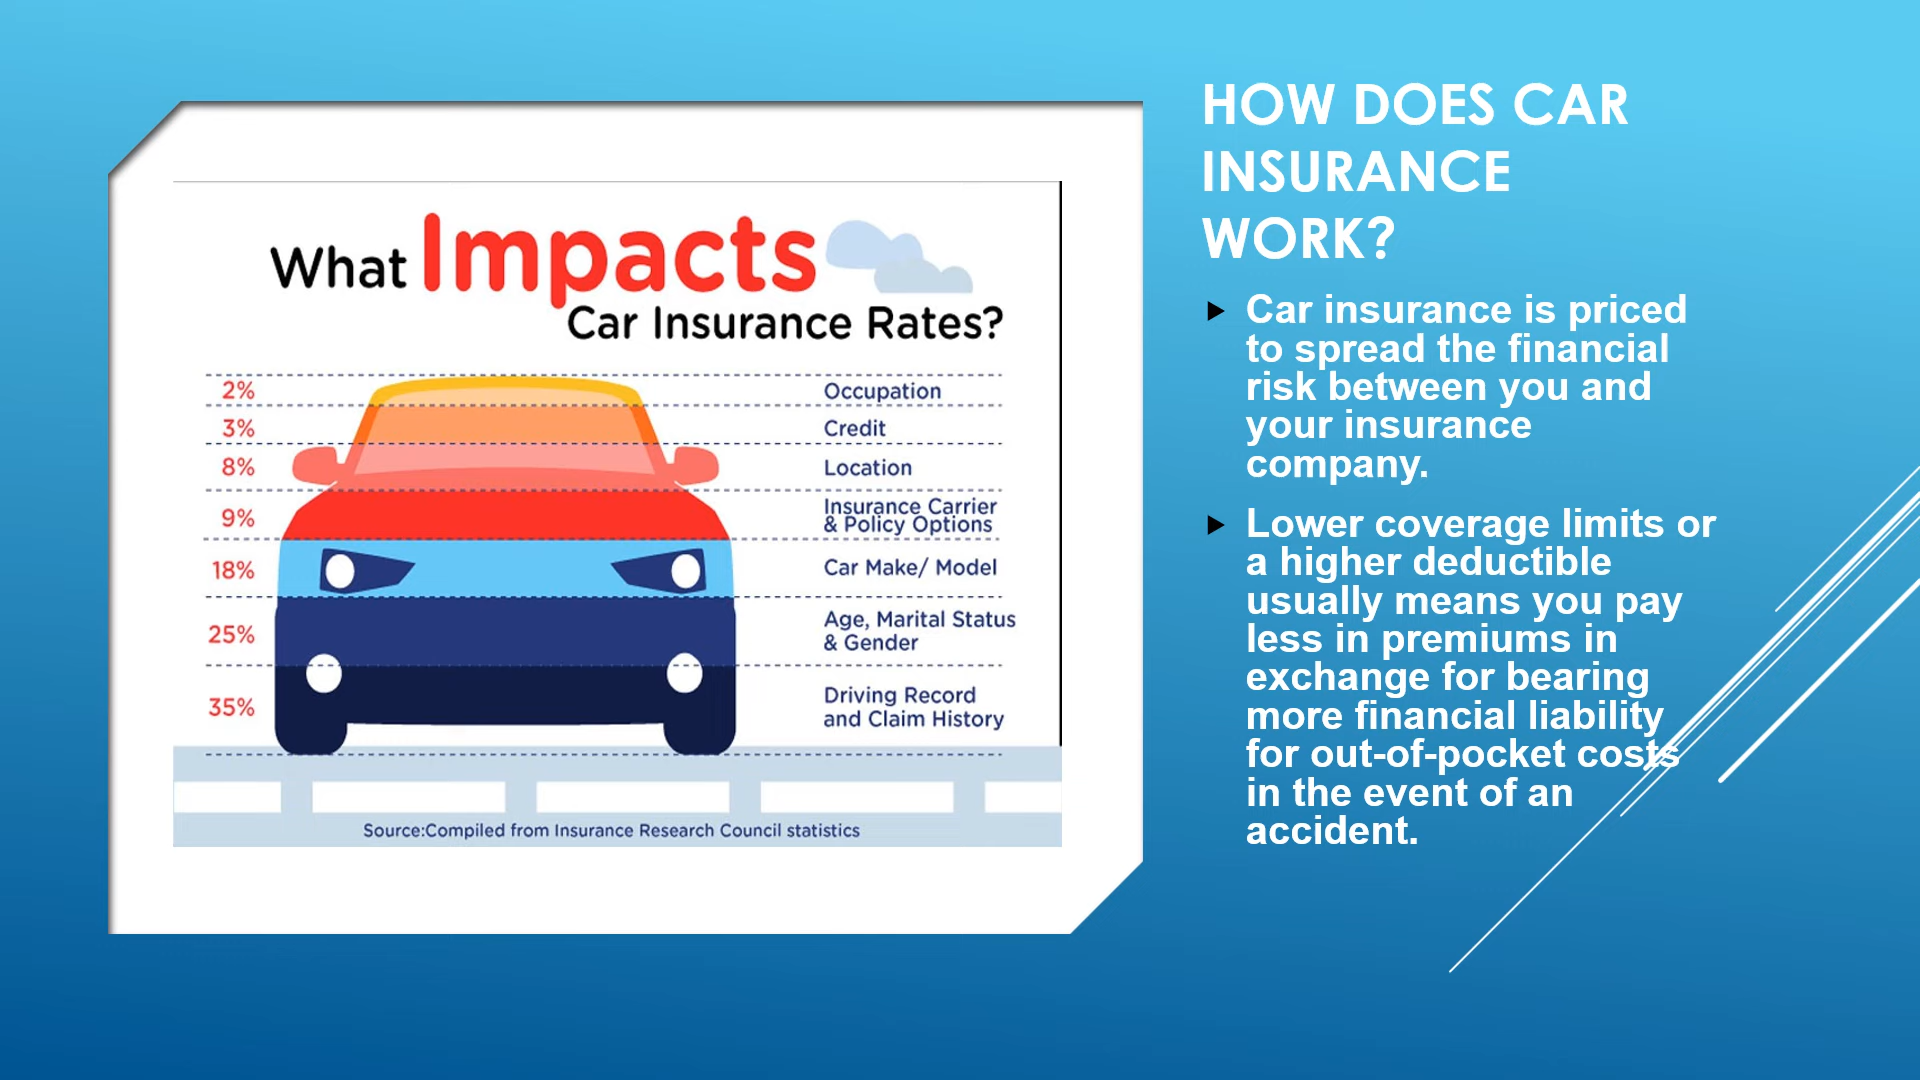 HOW DOES CAR
INSURANCE
WORK?
What Impacts
Car Insurance Rates?
2% Occupation
3% Credit
8% Location
9% Insurance Carrier
& Policy Options
18% Car Make/ Model
25% Age, Marital Status
& Gender
35% Driving Record
and Claim History
Source:Compiled from Insurance Research Council statistics
Car insurance is priced
to spread the financial
risk between you and
your insurance
company.
Lower coverage limits or
a higher deductible
usually means you pay
less in premiums in
exchange for bearing
more financial liability
for out-of-pocket costs
in the event of an
accident.